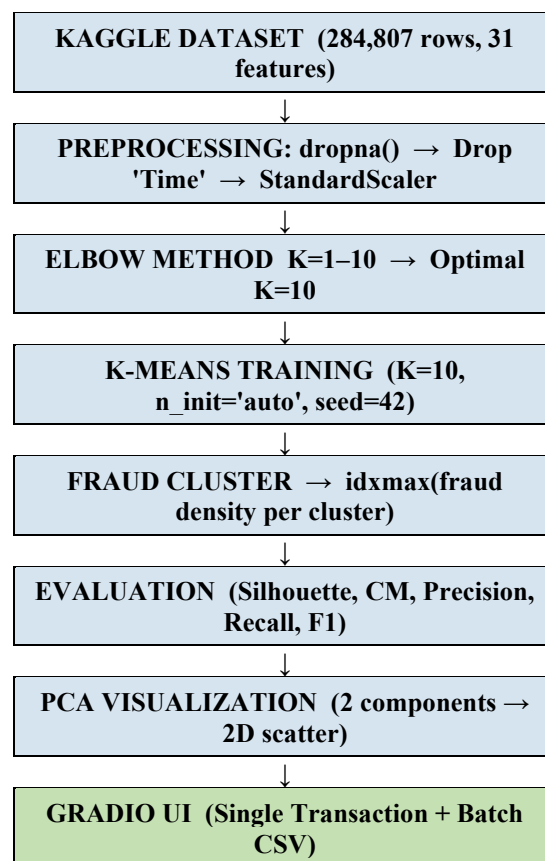 KAGGLE DATASET (284,807 rows, 31
features)
↓
PREPROCESSING: dropna() → Drop
'Time' → StandardScaler
↓
ELBOW METHOD K=1–10 → Optimal
K=10
↓
K-MEANS TRAINING (K=10,
n_init='auto', seed=42)
↓
FRAUD CLUSTER → idxmax(fraud
density per cluster)
↓
EVALUATION (Silhouette, CM, Precision,
Recall, F1)
↓
PCA VISUALIZATION (2 components →
2D scatter)
↓
GRADIO UI (Single Transaction + Batch
CSV)